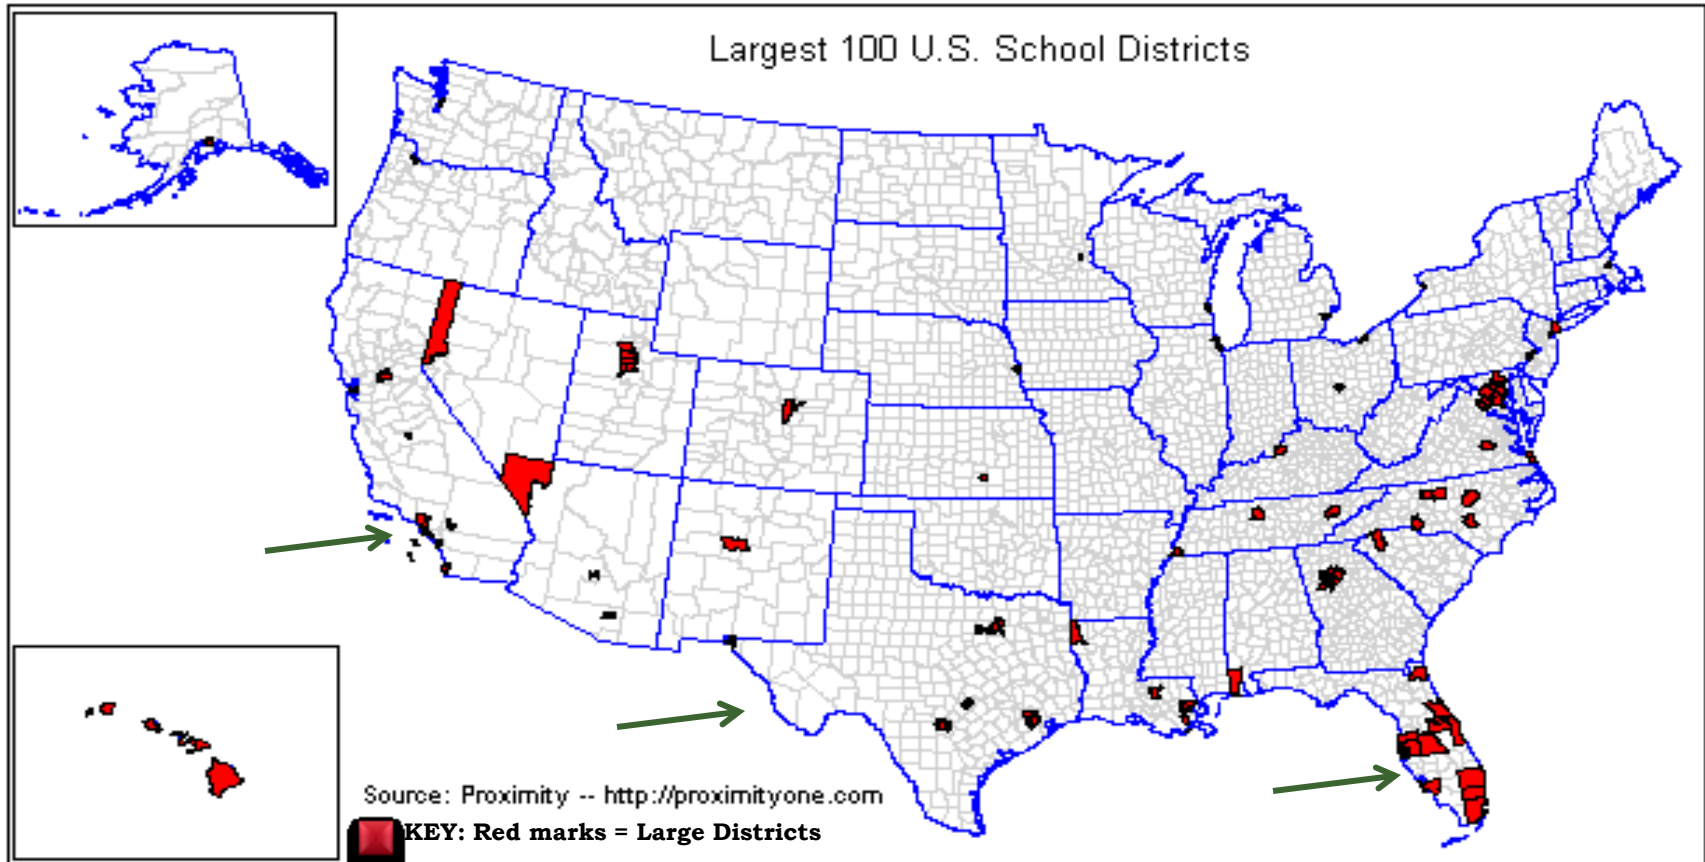 Largest 100 U.S. School Districts
Source: Proximity -- http://proximityone.com
KEY: Red marks = Large Districts